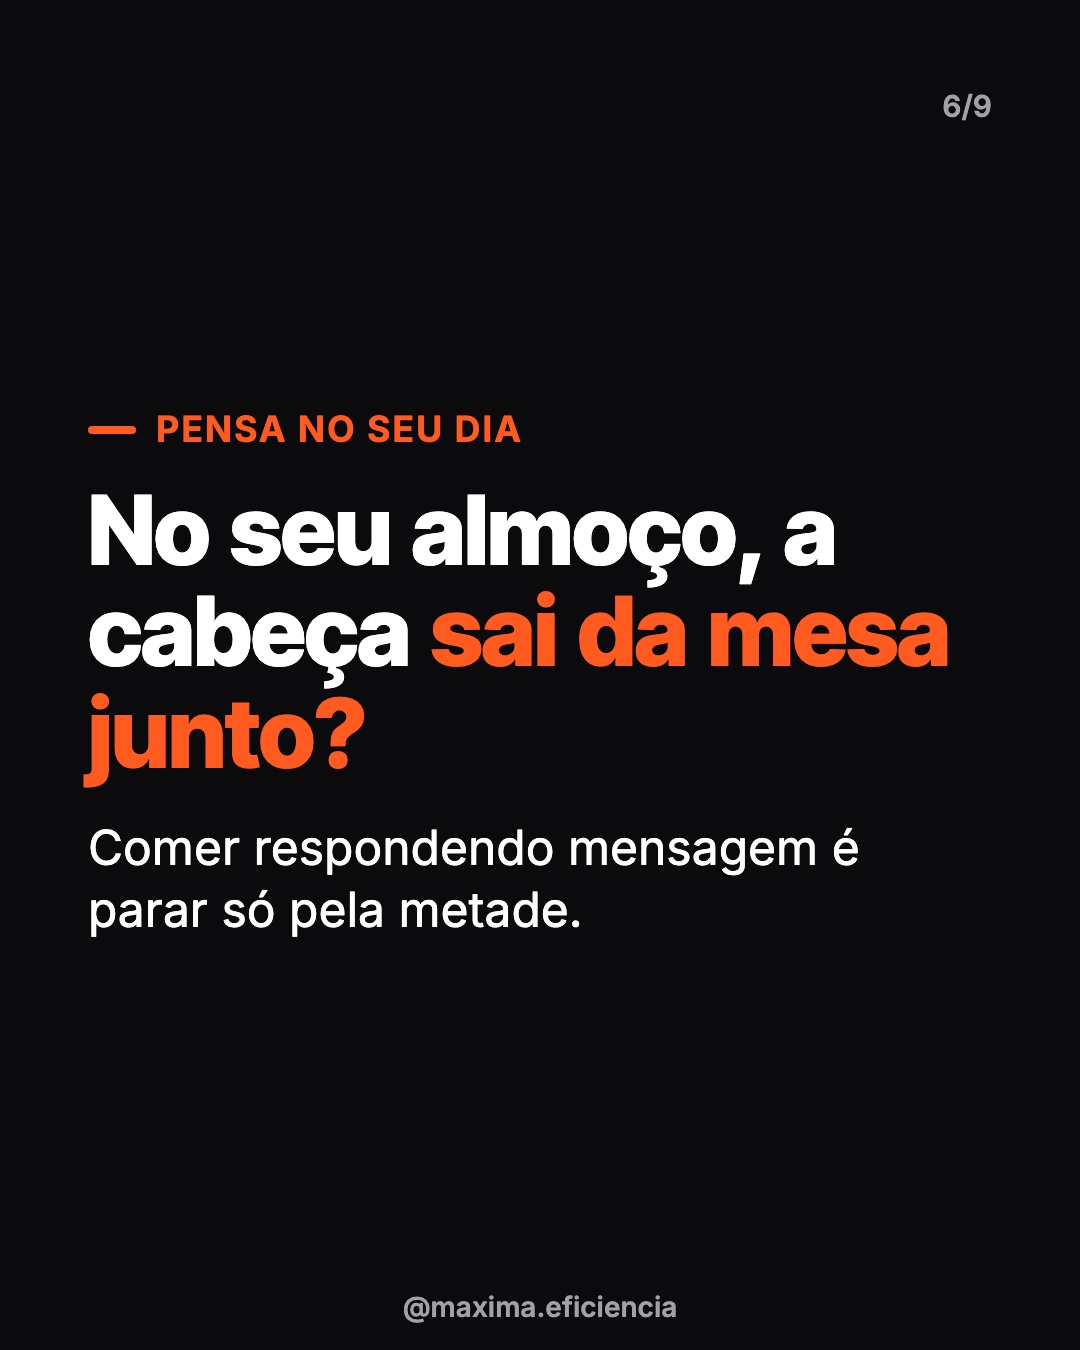 6/9
PENSA NO SEU DIA
No seu almoço, a
cabeça sai da mesa
junto?
Comer respondendo mensagem é
parar só pela metade.
@maxima.eficiencia